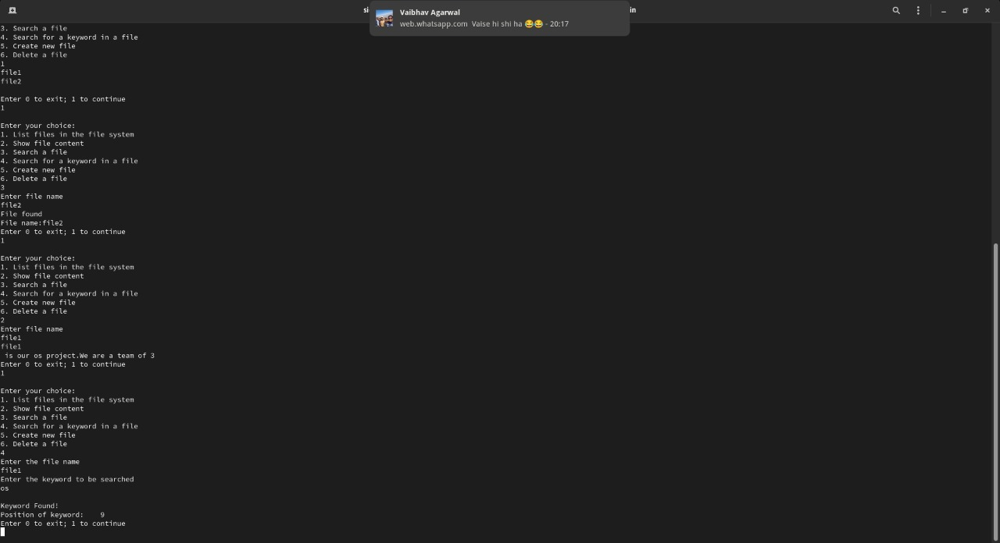 si
Vaibhav Agarwal
in
web.whatsapp.com Vaise hi shi ha 😂😂 - 20:17
3. Search a file
4. Search for a keyword in a file
5. Create new file
6. Delete a file
1
file1
file2
Enter 0 to exit; 1 to continue
1
Enter your choice:
1. List files in the file system
2. Show file content
3. Search a file
4. Search for a keyword in a file
5. Create new file
6. Delete a file
3
Enter file name
file2
File found
File name:file2
Enter 0 to exit; 1 to continue
1
Enter your choice:
1. List files in the file system
2. Show file content
3. Search a file
4. Search for a keyword in a file
5. Create new file
6. Delete a file
2
Enter file name
file1
file1
is our os project.We are a team of 3
Enter 0 to exit; 1 to continue
1
Enter your choice:
1. List files in the file system
2. Show file content
3. Search a file
4. Search for a keyword in a file
5. Create new file
6. Delete a file
4
Enter the file name
file1
Enter the keyword to be searched
os
Keyword Found!
Position of keyword: 9
Enter 0 to exit; 1 to continue